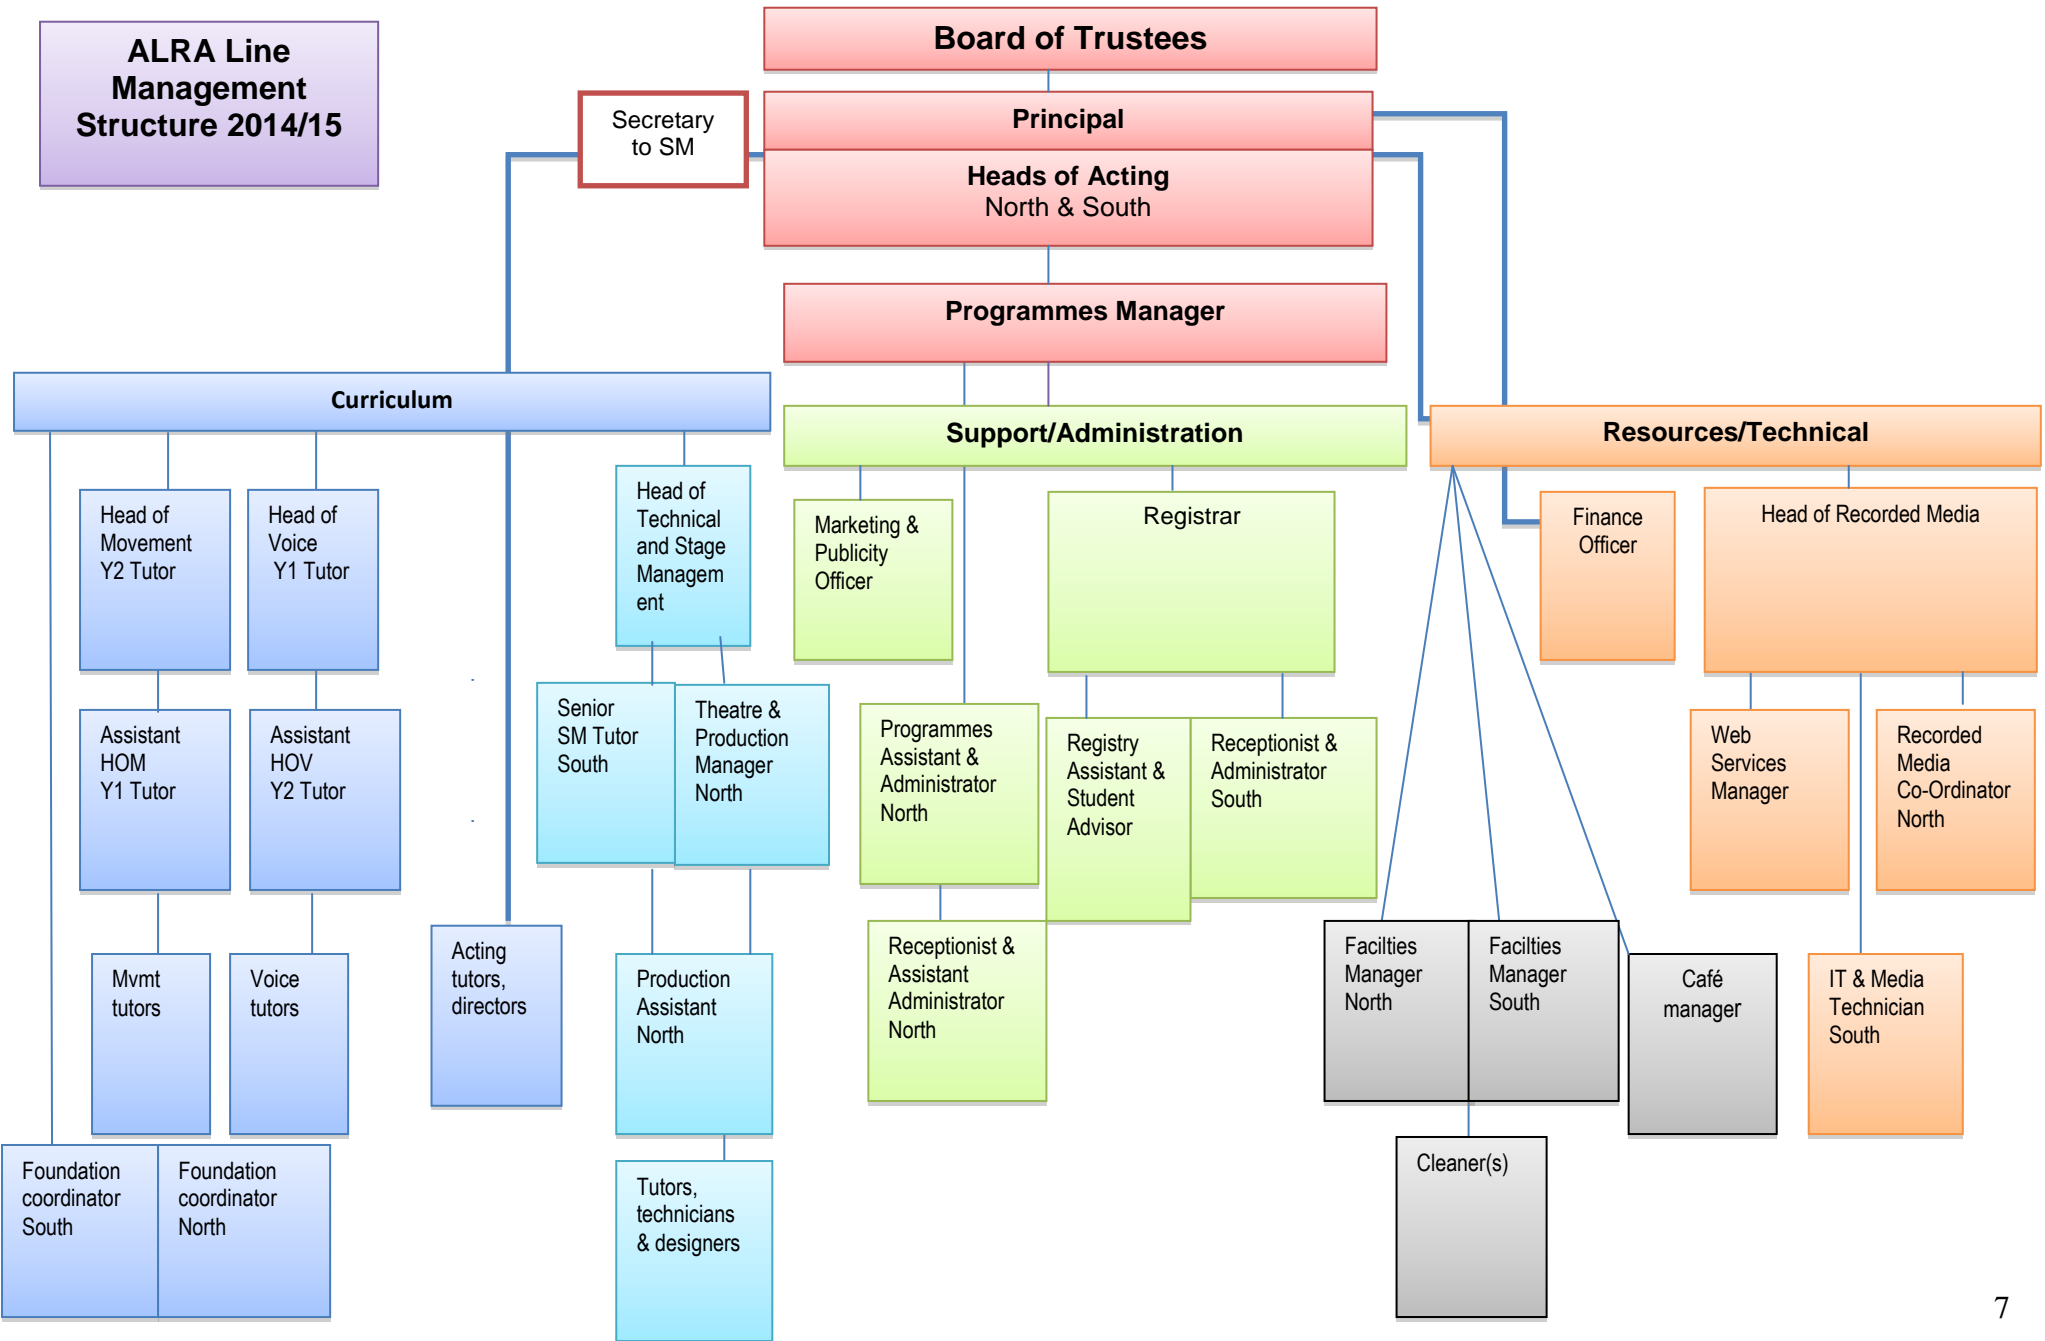 ALRA Line
Management
Structure 2014/15
Board of Trustees
Secretary
to SM
Principal
Heads of Acting
North & South
Programmes Manager
Curriculum
Support/Administration
Resources/Technical
Head of
Movement
Y2 Tutor
Head of
Voice
Y1 Tutor
Head of
Technical
and Stage
Managem
ent
Marketing &
Publicity
Officer
Registrar
Finance
Officer
Head of Recorded Media
Assistant
HOM
Y1 Tutor
Assistant
HOV
Y2 Tutor
Senior
SM Tutor
South
Theatre &
Production
Manager
North
Programmes
Assistant &
Administrator
North
Registry
Assistant &
Student
Advisor
Receptionist &
Administrator
South
Web
Services
Manager
Recorded
Media
Co-Ordinator
North
Mvmt
tutors
Voice
tutors
Acting
tutors,
directors
Production
Assistant
North
Receptionist &
Assistant
Administrator
North
Facilties
Manager
North
Facilties
Manager
South
Café
manager
IT & Media
Technician
South
Foundation
coordinator
South
Foundation
coordinator
North
Tutors,
technicians
& designers
Cleaner(s)
7